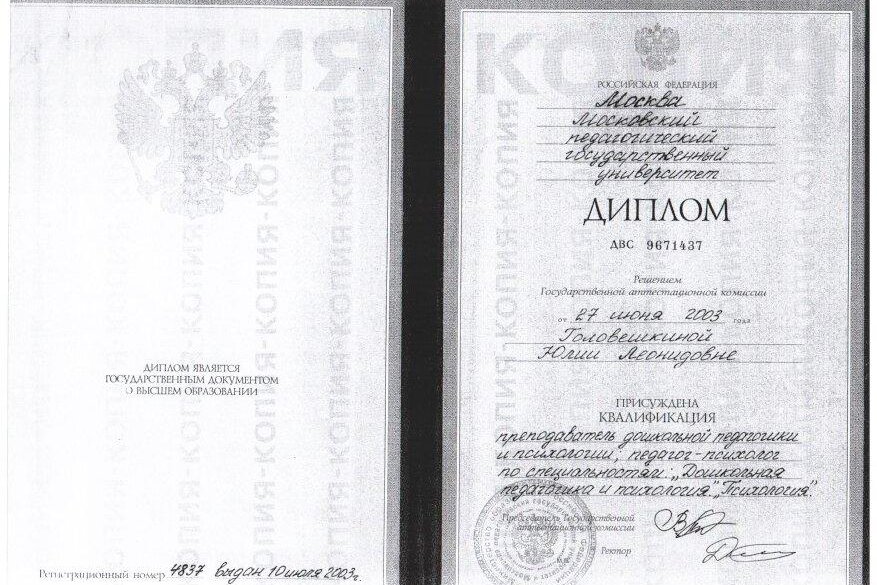 ДИПЛОМ ЯВЛЯЕТСЯ
ГОСУДАРСТВЕННЫМ ДОКУМЕНТОМ
О ВЫСШЕМ ОБРАЗОВАНИИ
Регистрационный номер 4837 выдан 10 июля 2003г.
РОССИЙСКАЯ ФЕДЕРАЦИЯ
Москва
Московский
педагогический
государственный
университет
ДИПЛОМ
ДВС 9671437
Решением
Государственной аттестационной комиссии
от 27 июня 2003 года
Головешкиной
Юлии Леонидовне
ПРИСУЖДЕНА
КВАЛИФИКАЦИЯ
преподаватель дошкольной педагогики
и психологии; педагог-психолог
по специальностям: „Дошкольная
педагогика и психология", „Психология".
Председатель Государственной
аттестационной комиссии
Ректор
КОПИЯ-КОПИЯ-КОПИЯ